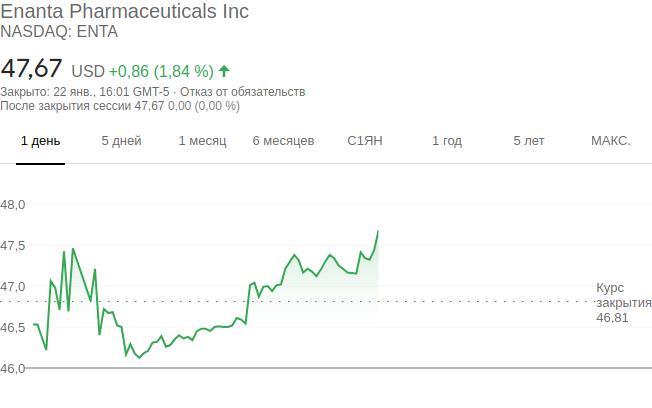 Enanta Pharmaceuticals Inc
NASDAQ: ENTA
47,67 USD +0,86 (1,84 %)
Закрыто: 22 янв., 16:01 GMT-5 · Отказ от обязательств
После закрытия сессии 47,67 0,00 (0,00 %)
1 день 5 дней 1 месяц 6 месяцев С1ЯН 1 год 5 лет МАКС.
48,0
47,5
47,0
46,5
46,0
Курс
закрытия
46,81